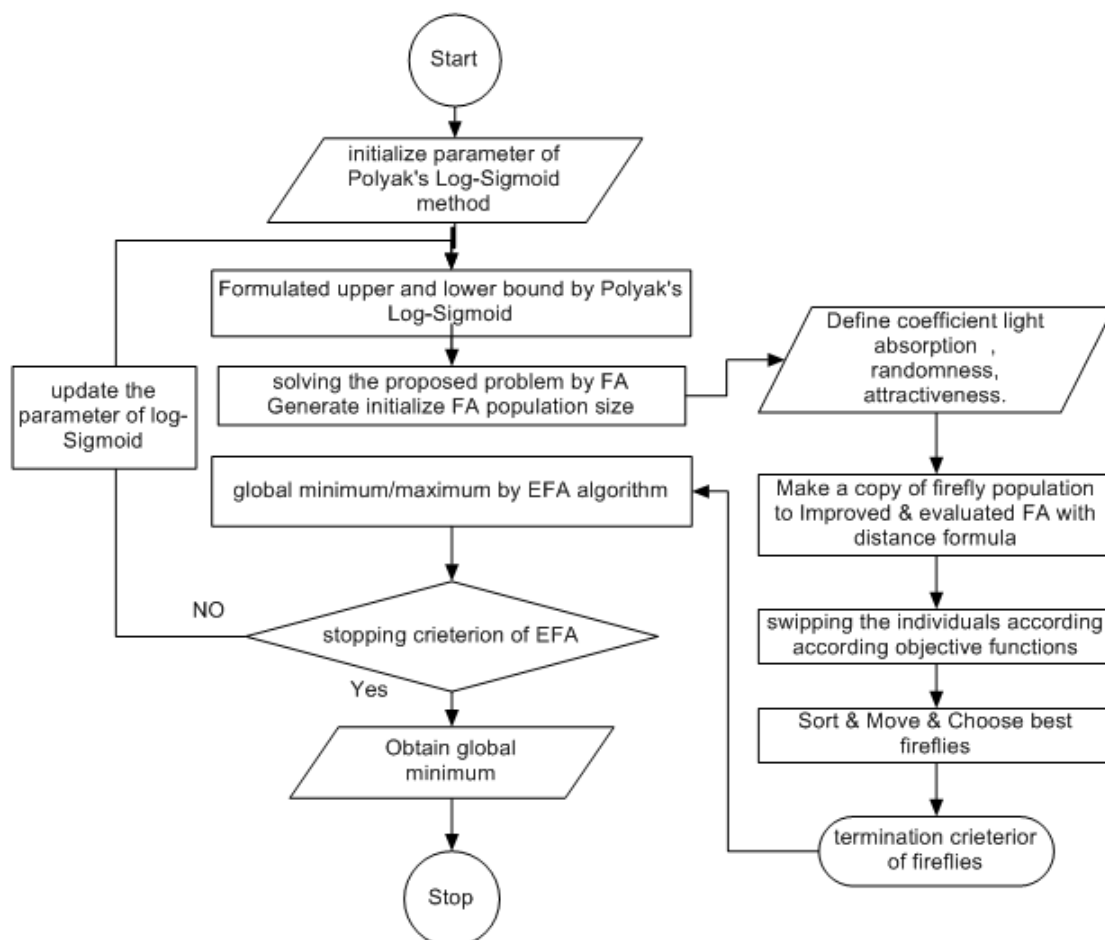 Start
initialize parameter of
Polyak's Log-Sigmoid
method
Formulated upper and lower bound by Polyak's
Log-Sigmoid
solving the proposed problem by FA
Generate initialize FA population size
Define coefficient light
absorption ,
randomness,
attractiveness.
update the
parameter of log-
Sigmoid
global minimum/maximum by EFA algorithm
Make a copy of firefly population
to Improved & evaluated FA with
distance formula
NO
stopping crieterion of EFA
swipping the individuals according
according objective functions
Yes
Sort & Move & Choose best
fireflies
Obtain global
minimum
termination crieterior
of fireflies
Stop